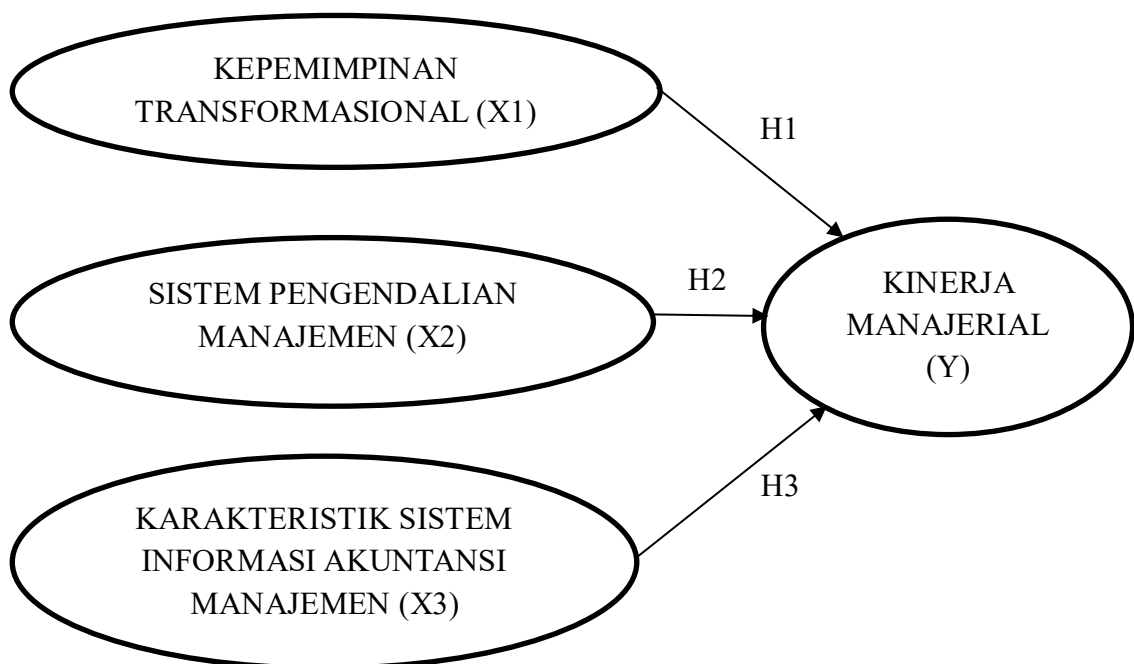 KEPEMIMPINAN
TRANSFORMASIONAL (X1)
H1
SISTEM PENGENDALIAN
MANAJEMEN (X2)
H2
KINERJA
MANAJERIAL
(Y)
H3
KARAKTERISTIK SISTEM
INFORMASI AKUNTANSI
MANAJEMEN (X3)